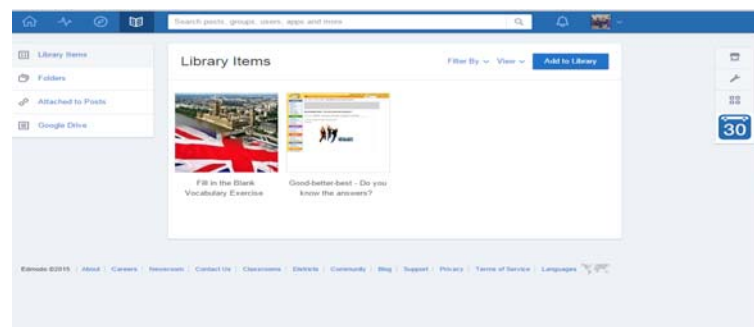 Search posts, groups, users, apps and more
Library Items
Folders
Attached to Posts
Google Drive
Library Items
Filter By
View
Add to Library
Fill in the Blank
Vocabulary Exercise
Good-better-best - Do you
know the answers?
30
Edmodo ©2015 | About | Careers | Newsroom | Contact Us | Classrooms | Districts | Community | Blog | Support | Privacy | Terms of Service | Languages